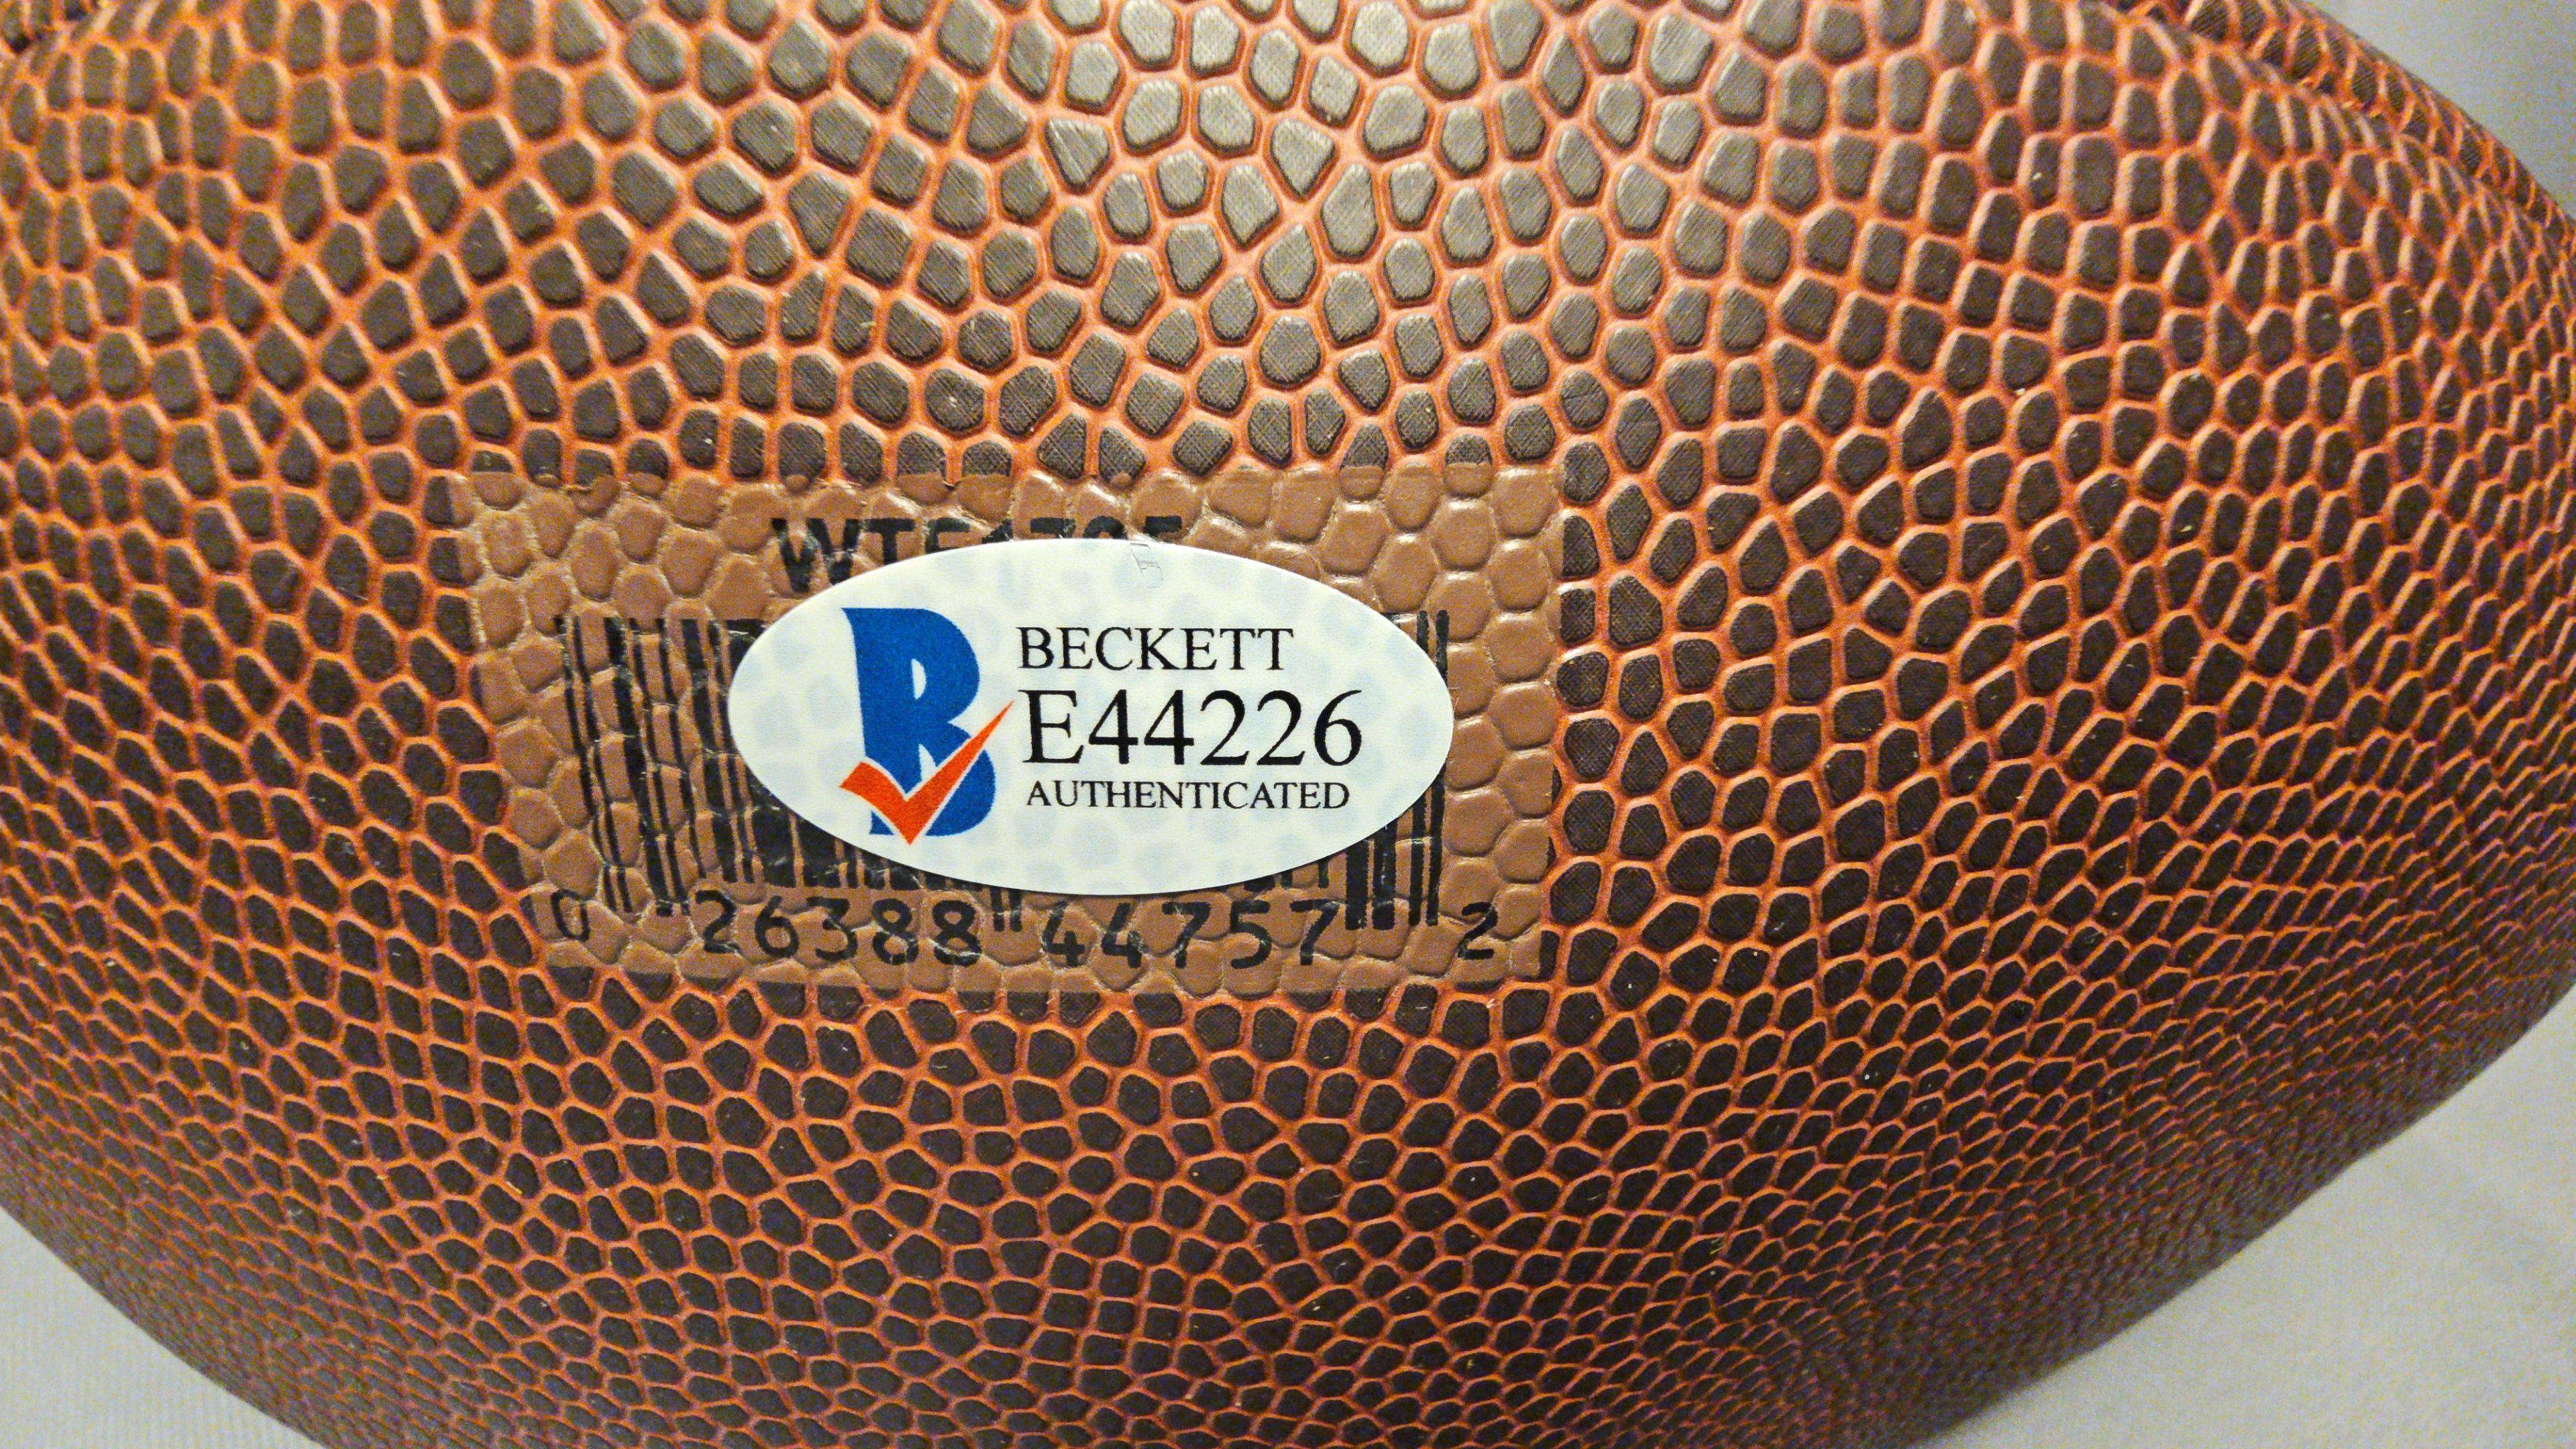 BECKETT
E44226
AUTHENTICATED
0 26388 44757 2